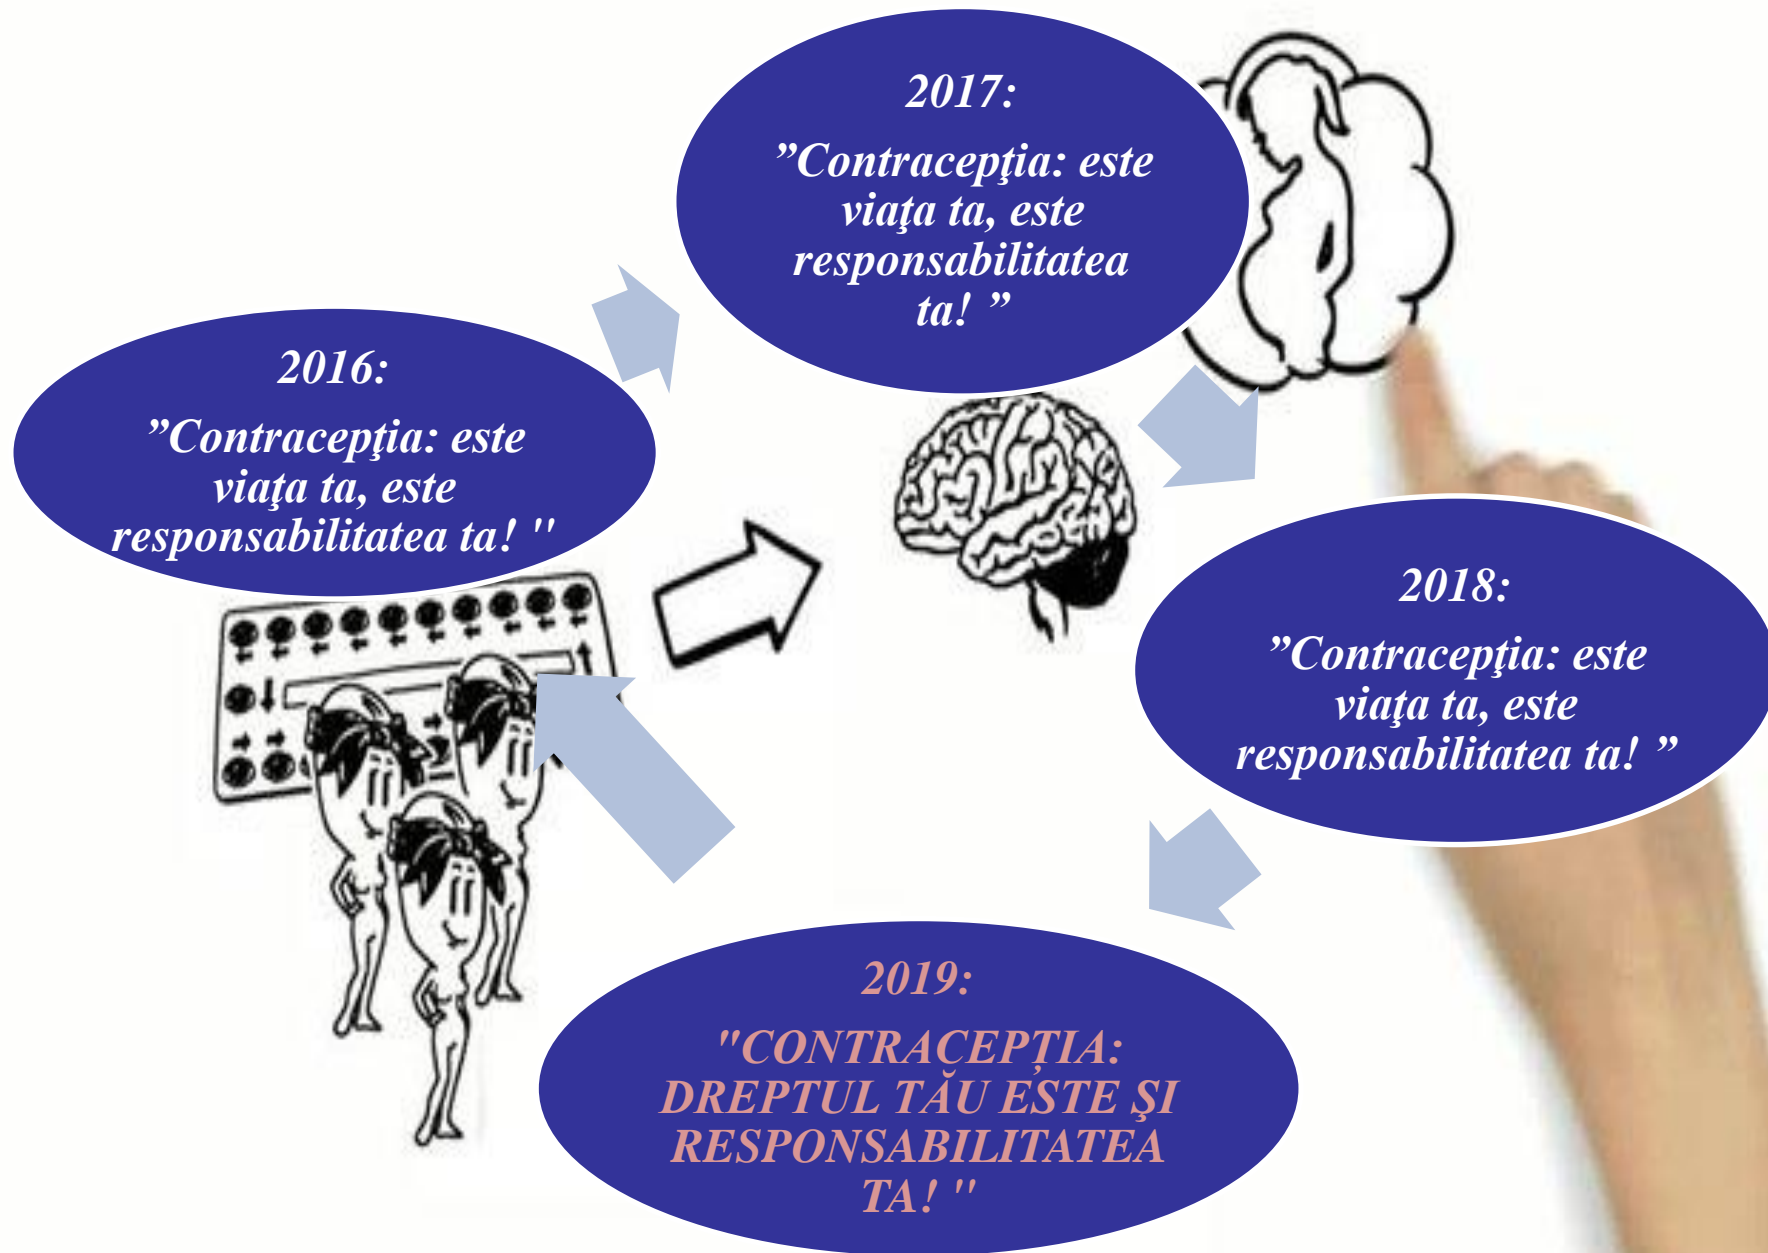 2016:
”Contracepţia: este
viaţa ta, este
responsabilitatea ta! "
2017:
”Contracepţia: este
viaţa ta, este
responsabilitatea
ta! ”
2018:
”Contracepţia: este
viaţa ta, este
responsabilitatea ta! ”
2019:
"CONTRACEPȚIA:
DREPTUL TĂU ESTE ŞI
RESPONSABILITATEA
TA! "